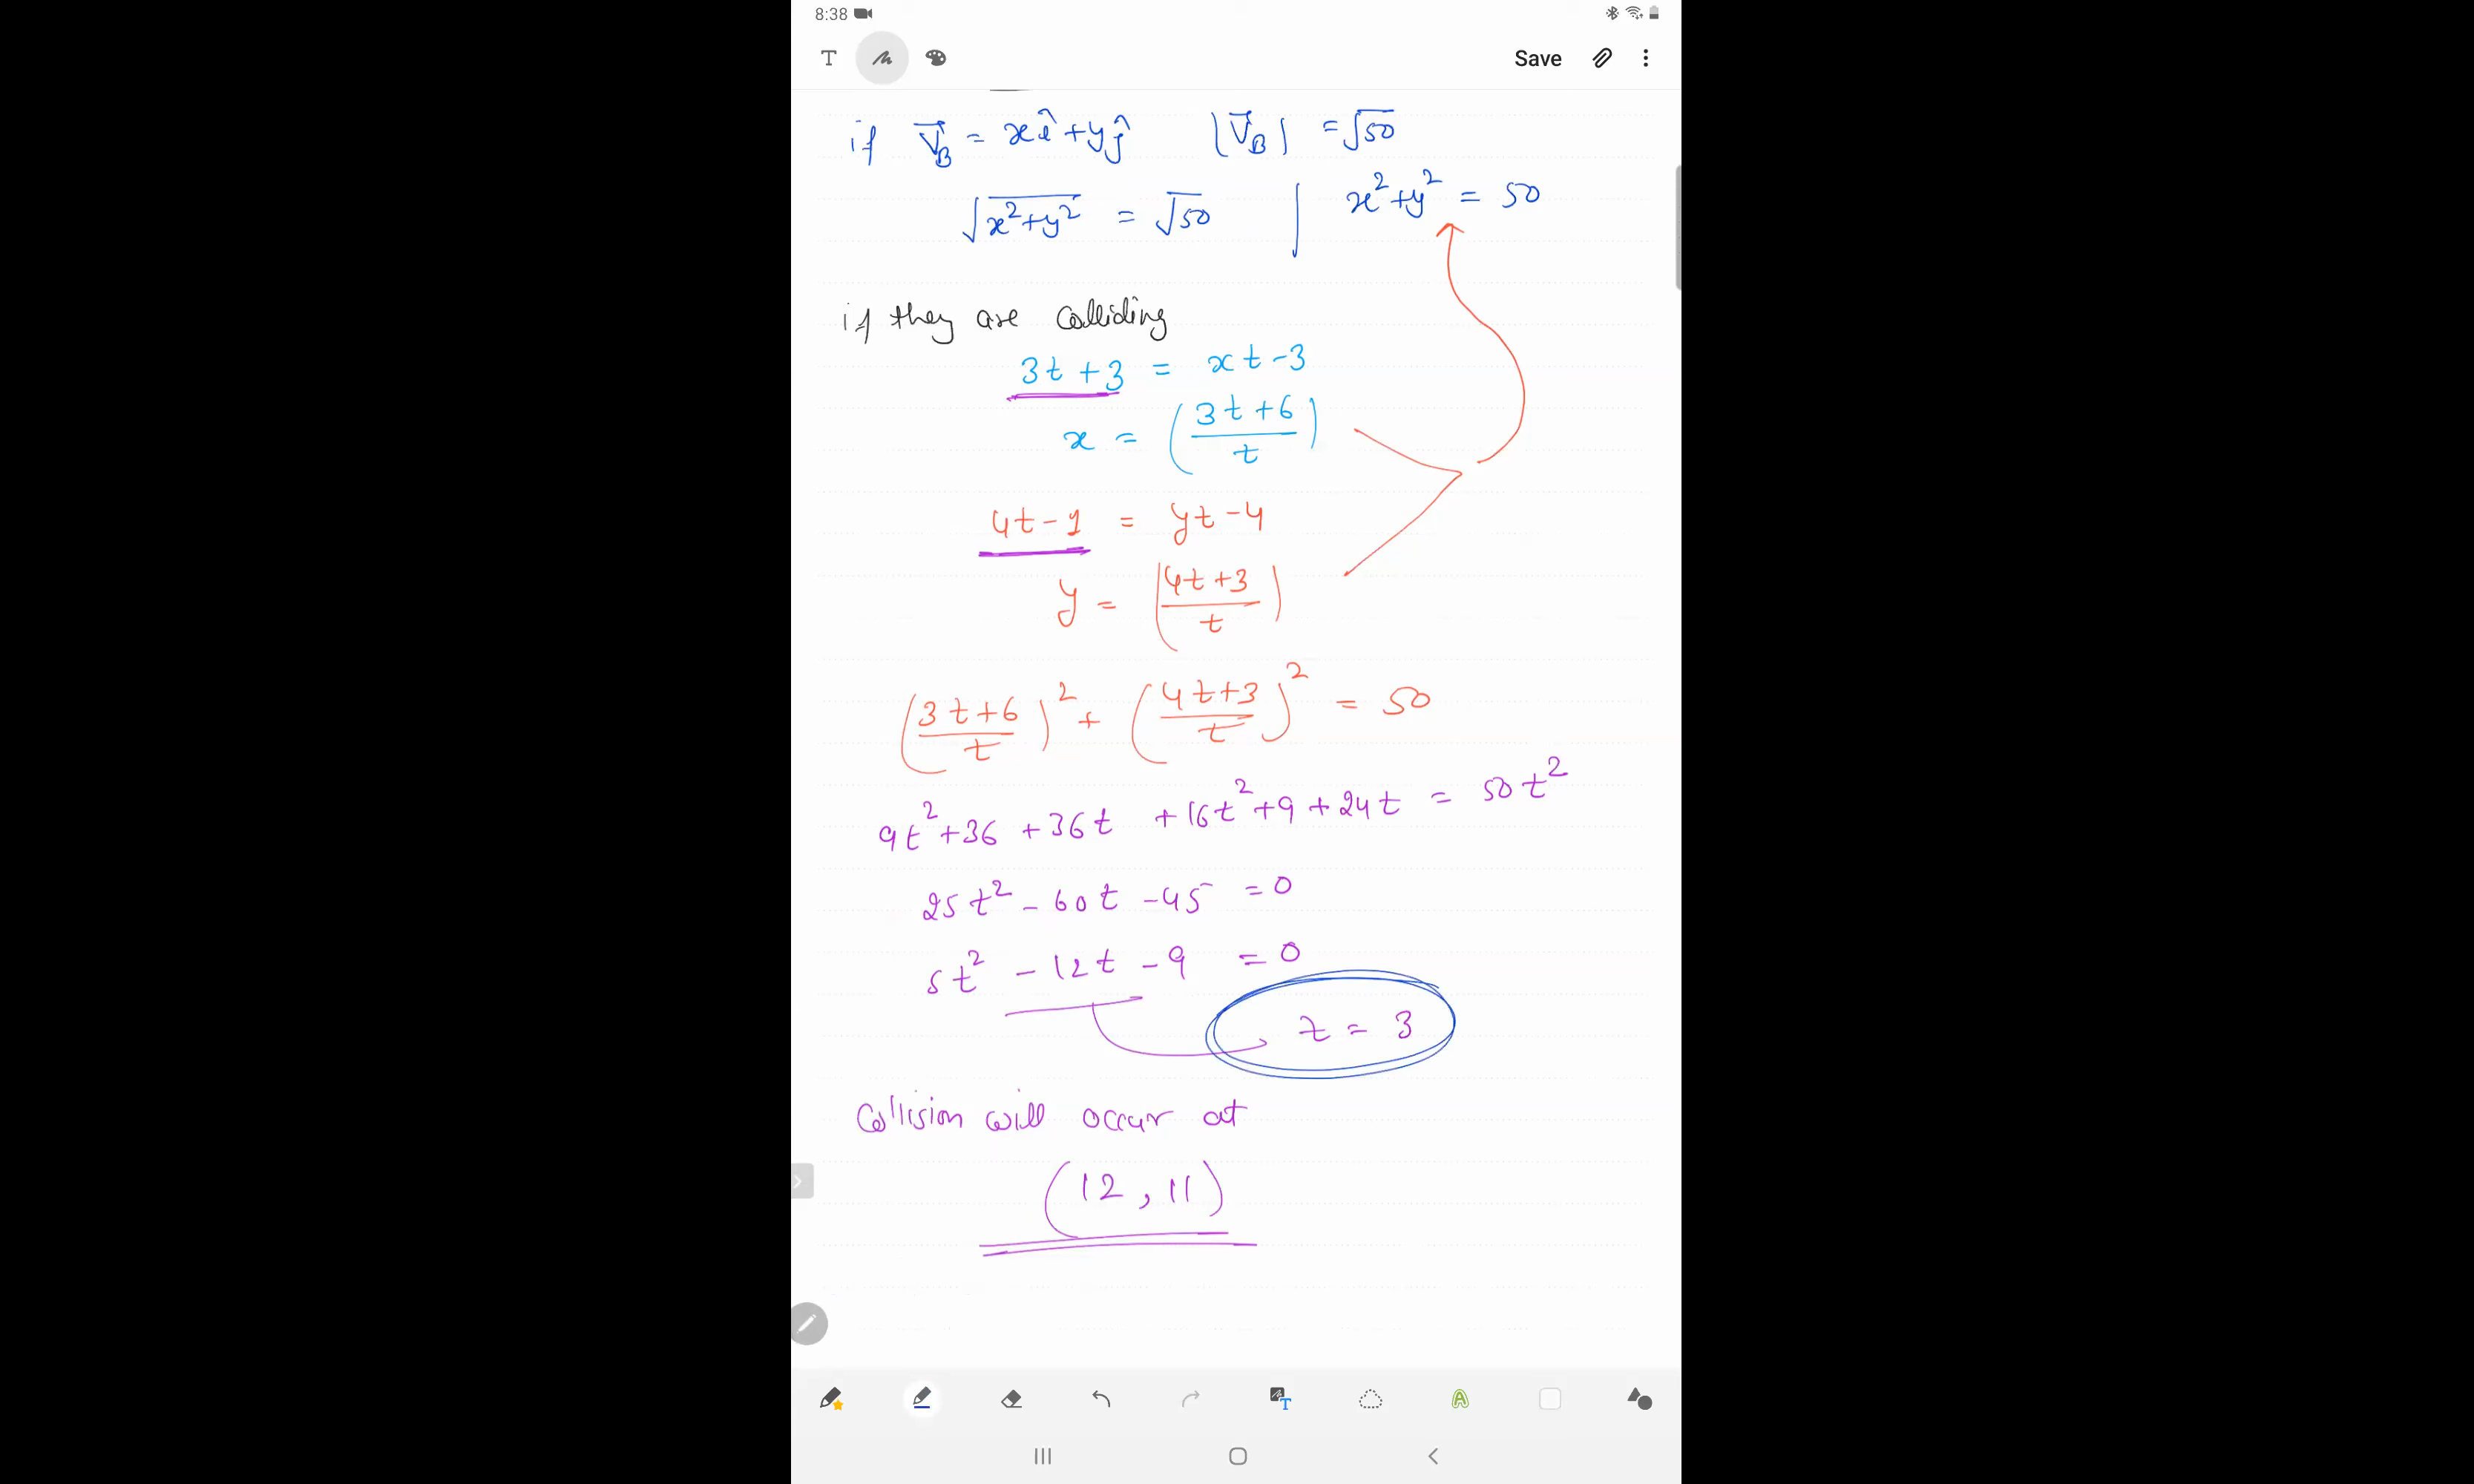 8:38
T Save
if V̅_B = xî + yĵ |V̅_B| = √50
√(x²+y²) = √50 | x²+y² = 50
if they are colliding
3t + 3 = xt - 3
x = ((3t + 6)/t)
4t - 1 = yt - 4
y = ((4t + 3)/t)
((3t + 6)/t)² + ((4t + 3)/t)² = 50
9t² + 36 + 36t + 16t² + 9 + 24t = 50t²
25t² - 60t - 45 = 0
5t² - 12t - 9 = 0
t = 3
Collision will occur at
(12, 11)
T
A